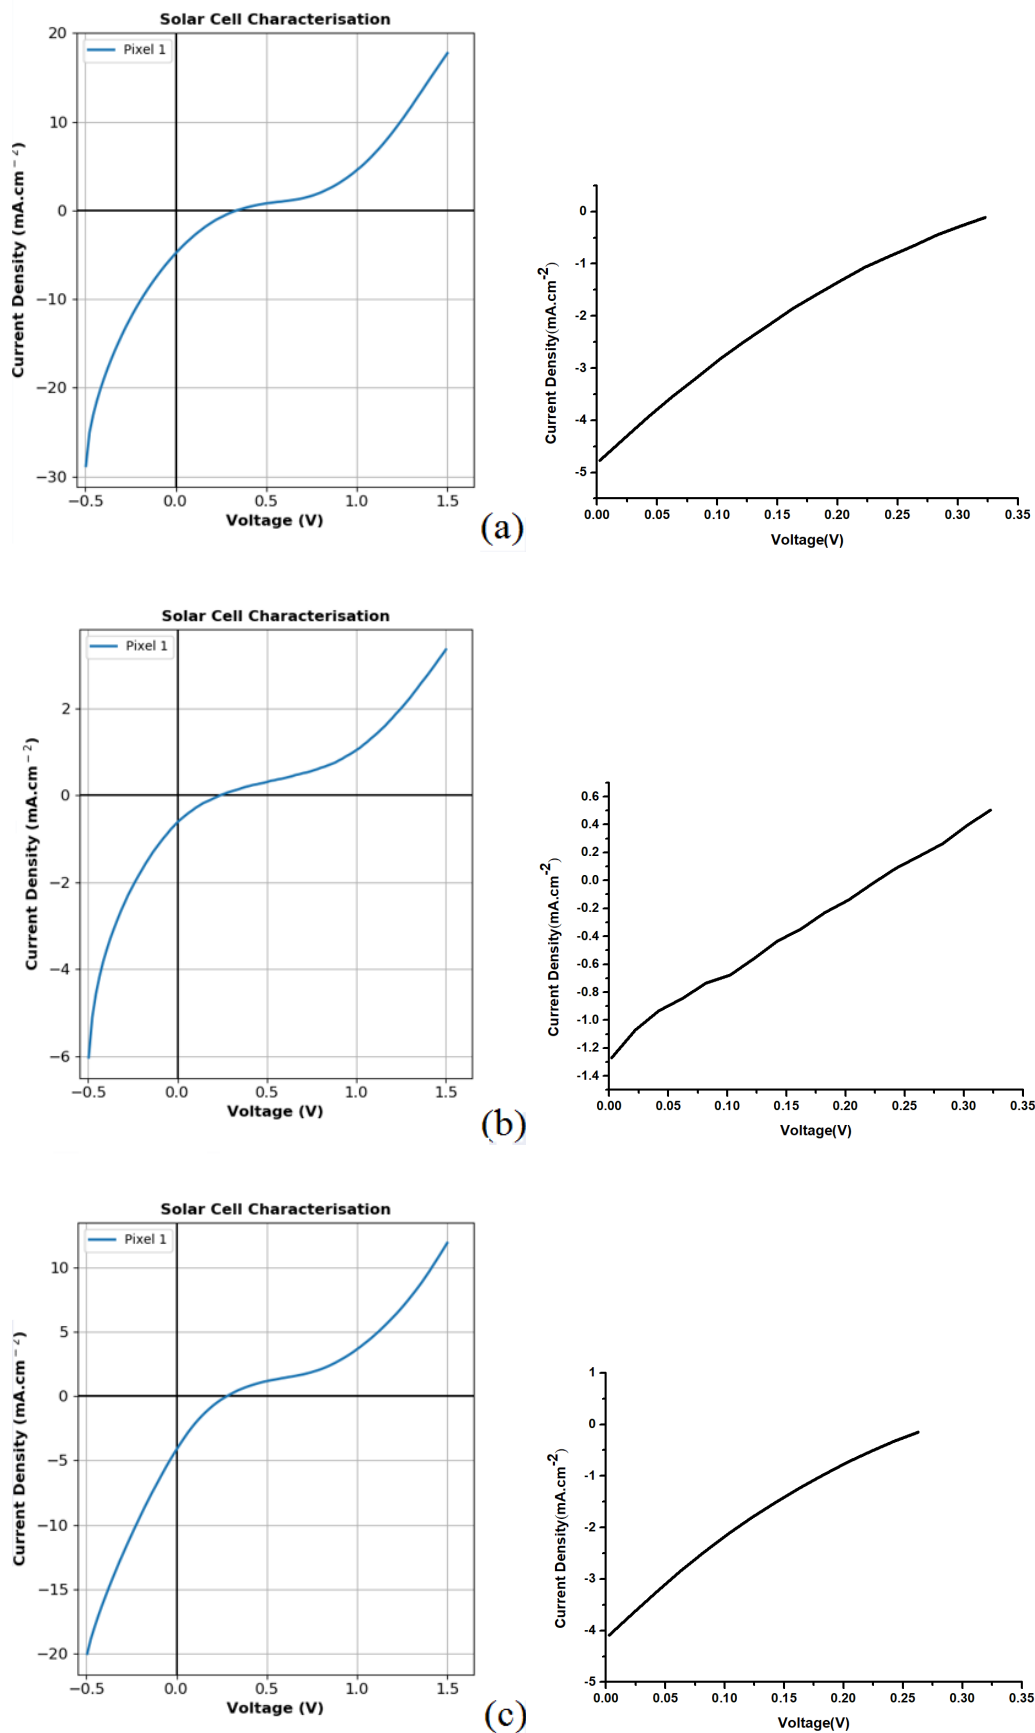 Solar Cell Characterisation
Pixel 1
20
10
0
−10
−20
−30
Current Density (mA.cm−2)
−0.5 0.0 0.5 1.0 1.5
Voltage (V)
0
-1
-2
-3
-4
-5
Current Density(mA.cm-2)
0.00 0.05 0.10 0.15 0.20 0.25 0.30 0.35
Voltage(V)
(a)
Solar Cell Characterisation
Pixel 1
2
0
−2
−4
−6
Current Density (mA.cm−2)
−0.5 0.0 0.5 1.0 1.5
Voltage (V)
0.6
0.4
0.2
0.0
-0.2
-0.4
-0.6
-0.8
-1.0
-1.2
-1.4
Current Density(mA.cm-2)
0.00 0.05 0.10 0.15 0.20 0.25 0.30 0.35
Voltage(V)
(b)
Solar Cell Characterisation
Pixel 1
10
5
0
−5
−10
−15
−20
Current Density (mA.cm−2)
−0.5 0.0 0.5 1.0 1.5
Voltage (V)
1
0
-1
-2
-3
-4
-5
Current Density(mA.cm-2)
0.00 0.05 0.10 0.15 0.20 0.25 0.30 0.35
Voltage(V)
(c)